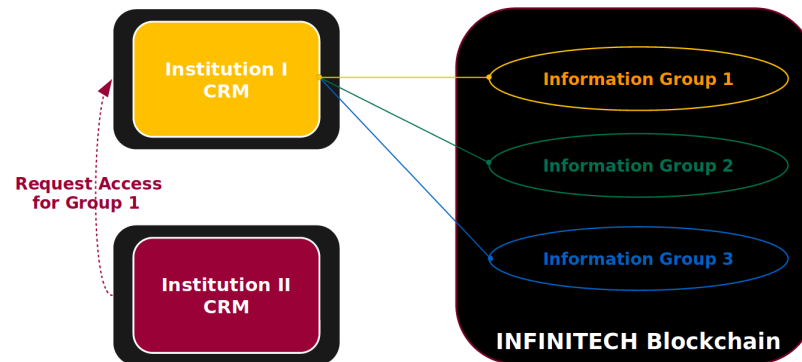 Institution I
CRM
Information Group 1
Information Group 2
Request Access
for Group 1
Institution II
CRM
Information Group 3
INFINITECH Blockchain